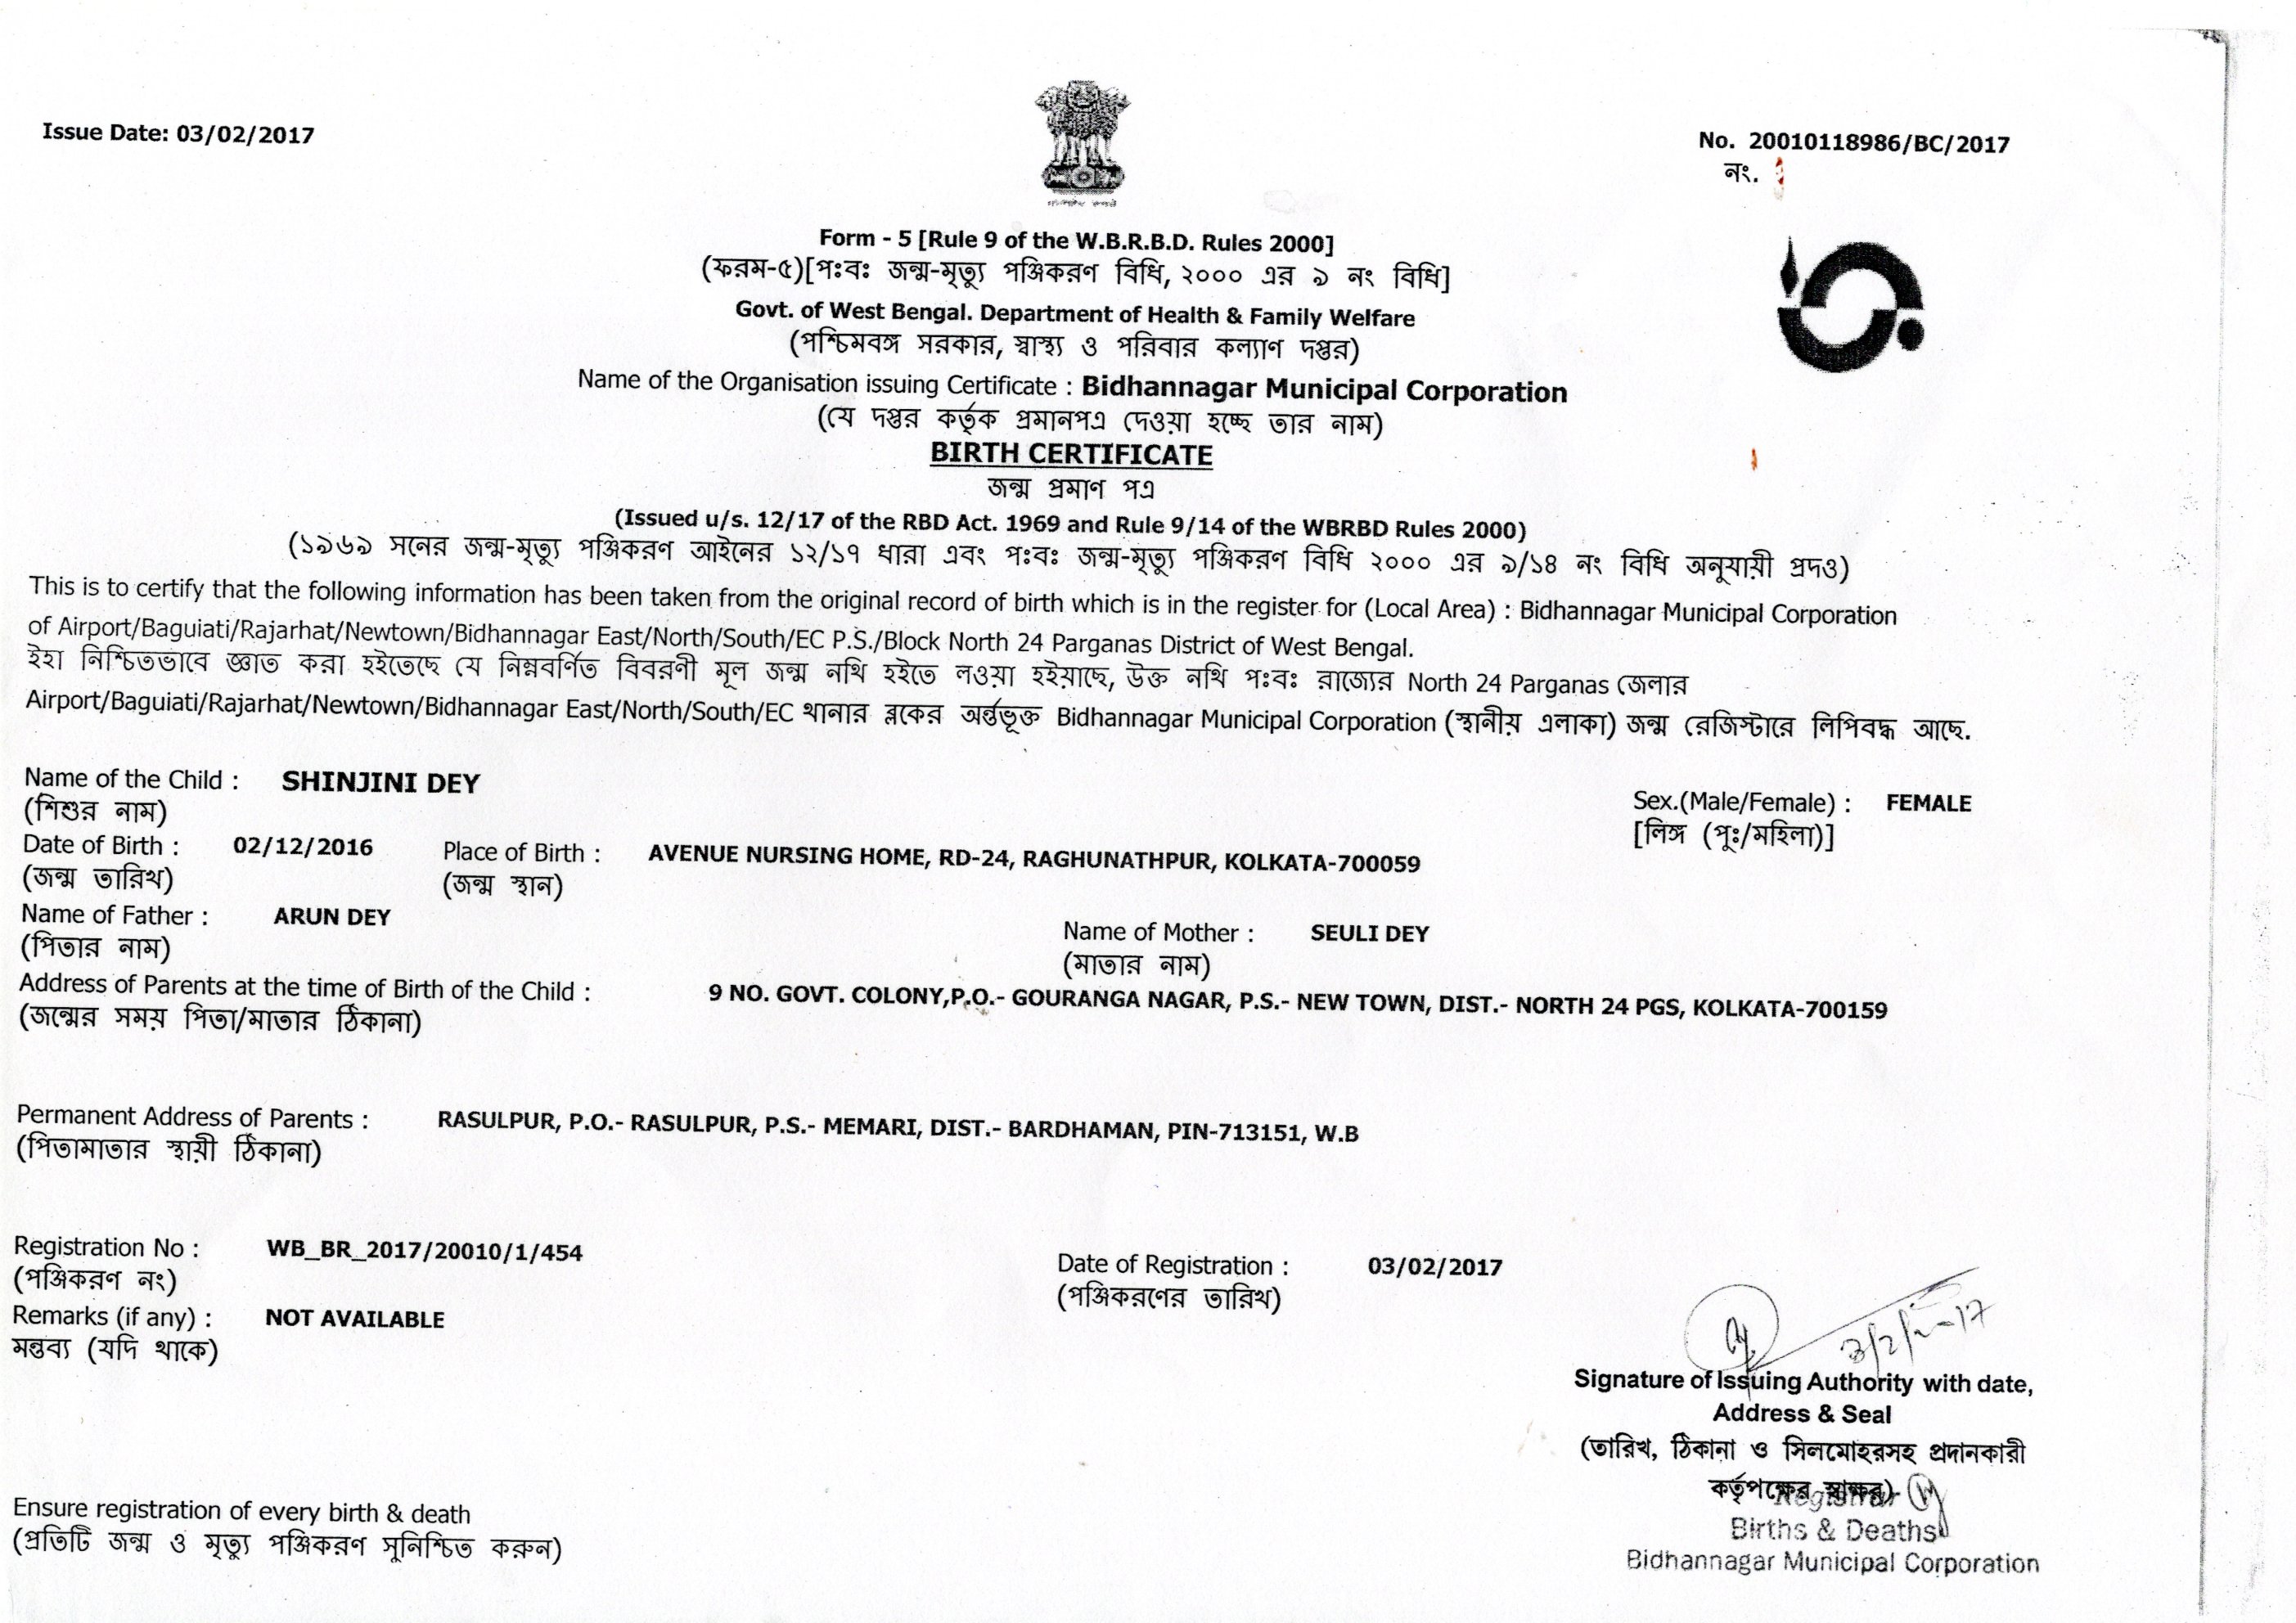 Issue Date: 03/02/2017
No. 20010118986/BC/2017
নং.
Form - 5 [Rule 9 of the W.B.R.B.D. Rules 2000]
(ফরম-৫)[পঃবঃ জন্ম-মৃত্যু পঞ্জিকরণ বিধি, ২০০০ এর ৯ নং বিধি]
Govt. of West Bengal. Department of Health & Family Welfare
(পশ্চিমবঙ্গ সরকার, স্বাস্থ্য ও পরিবার কল্যাণ দপ্তর)
Name of the Organisation issuing Certificate : Bidhannagar Municipal Corporation
(যে দপ্তর কর্তৃক প্রমানপএ দেওয়া হচ্ছে তার নাম)
BIRTH CERTIFICATE
জন্ম প্রমাণ পএ
(Issued u/s. 12/17 of the RBD Act. 1969 and Rule 9/14 of the WBRBD Rules 2000)
(১৯৬৯ সনের জন্ম-মৃত্যু পঞ্জিকরণ আইনের ১২/১৭ ধারা এবং পঃবঃ জন্ম-মৃত্যু পঞ্জিকরণ বিধি ২০০০ এর ৯/১৪ নং বিধি অনুযায়ী প্রদও)
This is to certify that the following information has been taken from the original record of birth which is in the register for (Local Area) : Bidhannagar Municipal Corporation
of Airport/Baguiati/Rajarhat/Newtown/Bidhannagar East/North/South/EC P.S./Block North 24 Parganas District of West Bengal.
ইহা নিশ্চিতভাবে জ্ঞাত করা হইতেছে যে নিম্নবর্ণিত বিবরণী মূল জন্ম নথি হইতে লওয়া হইয়াছে, উক্ত নথি পঃবঃ রাজ্যের North 24 Parganas জেলার
Airport/Baguiati/Rajarhat/Newtown/Bidhannagar East/North/South/EC থানার ব্লকের অর্ন্তভূক্ত Bidhannagar Municipal Corporation (স্থানীয় এলাকা) জন্ম রেজিস্টারে লিপিবদ্ধ আছে.
Name of the Child : SHINJINI DEY
Sex.(Male/Female) : FEMALE
(শিশুর নাম)
[লিঙ্গ (পুঃ/মহিলা)]
Date of Birth : 02/12/2016 Place of Birth : AVENUE NURSING HOME, RD-24, RAGHUNATHPUR, KOLKATA-700059
(জন্ম তারিখ) (জন্ম স্থান)
Name of Father : ARUN DEY Name of Mother : SEULI DEY
(পিতার নাম) (মাতার নাম)
Address of Parents at the time of Birth of the Child : 9 NO. GOVT. COLONY,P.O.- GOURANGA NAGAR, P.S.- NEW TOWN, DIST.- NORTH 24 PGS, KOLKATA-700159
(জন্মের সময় পিতা/মাতার ঠিকানা)
Permanent Address of Parents : RASULPUR, P.O.- RASULPUR, P.S.- MEMARI, DIST.- BARDHAMAN, PIN-713151, W.B
(পিতামাতার স্থায়ী ঠিকানা)
Registration No : WB_BR_2017/20010/1/454 Date of Registration : 03/02/2017
(পঞ্জিকরণ নং) (পঞ্জিকরণের তারিখ)
Remarks (if any) : NOT AVAILABLE
মন্তব্য (যদি থাকে)
Signature of Issuing Authority with date,
Address & Seal
(তারিখ, ঠিকানা ও সিলমোহরসহ প্রদানকারী
কর্তৃপক্ষের স্বাক্ষর)
Registrar
Births & Deaths
Bidhannagar Municipal Corporation
Ensure registration of every birth & death
(প্রতিটি জন্ম ও মৃত্যু পঞ্জিকরণ সুনিশ্চিত করুন)